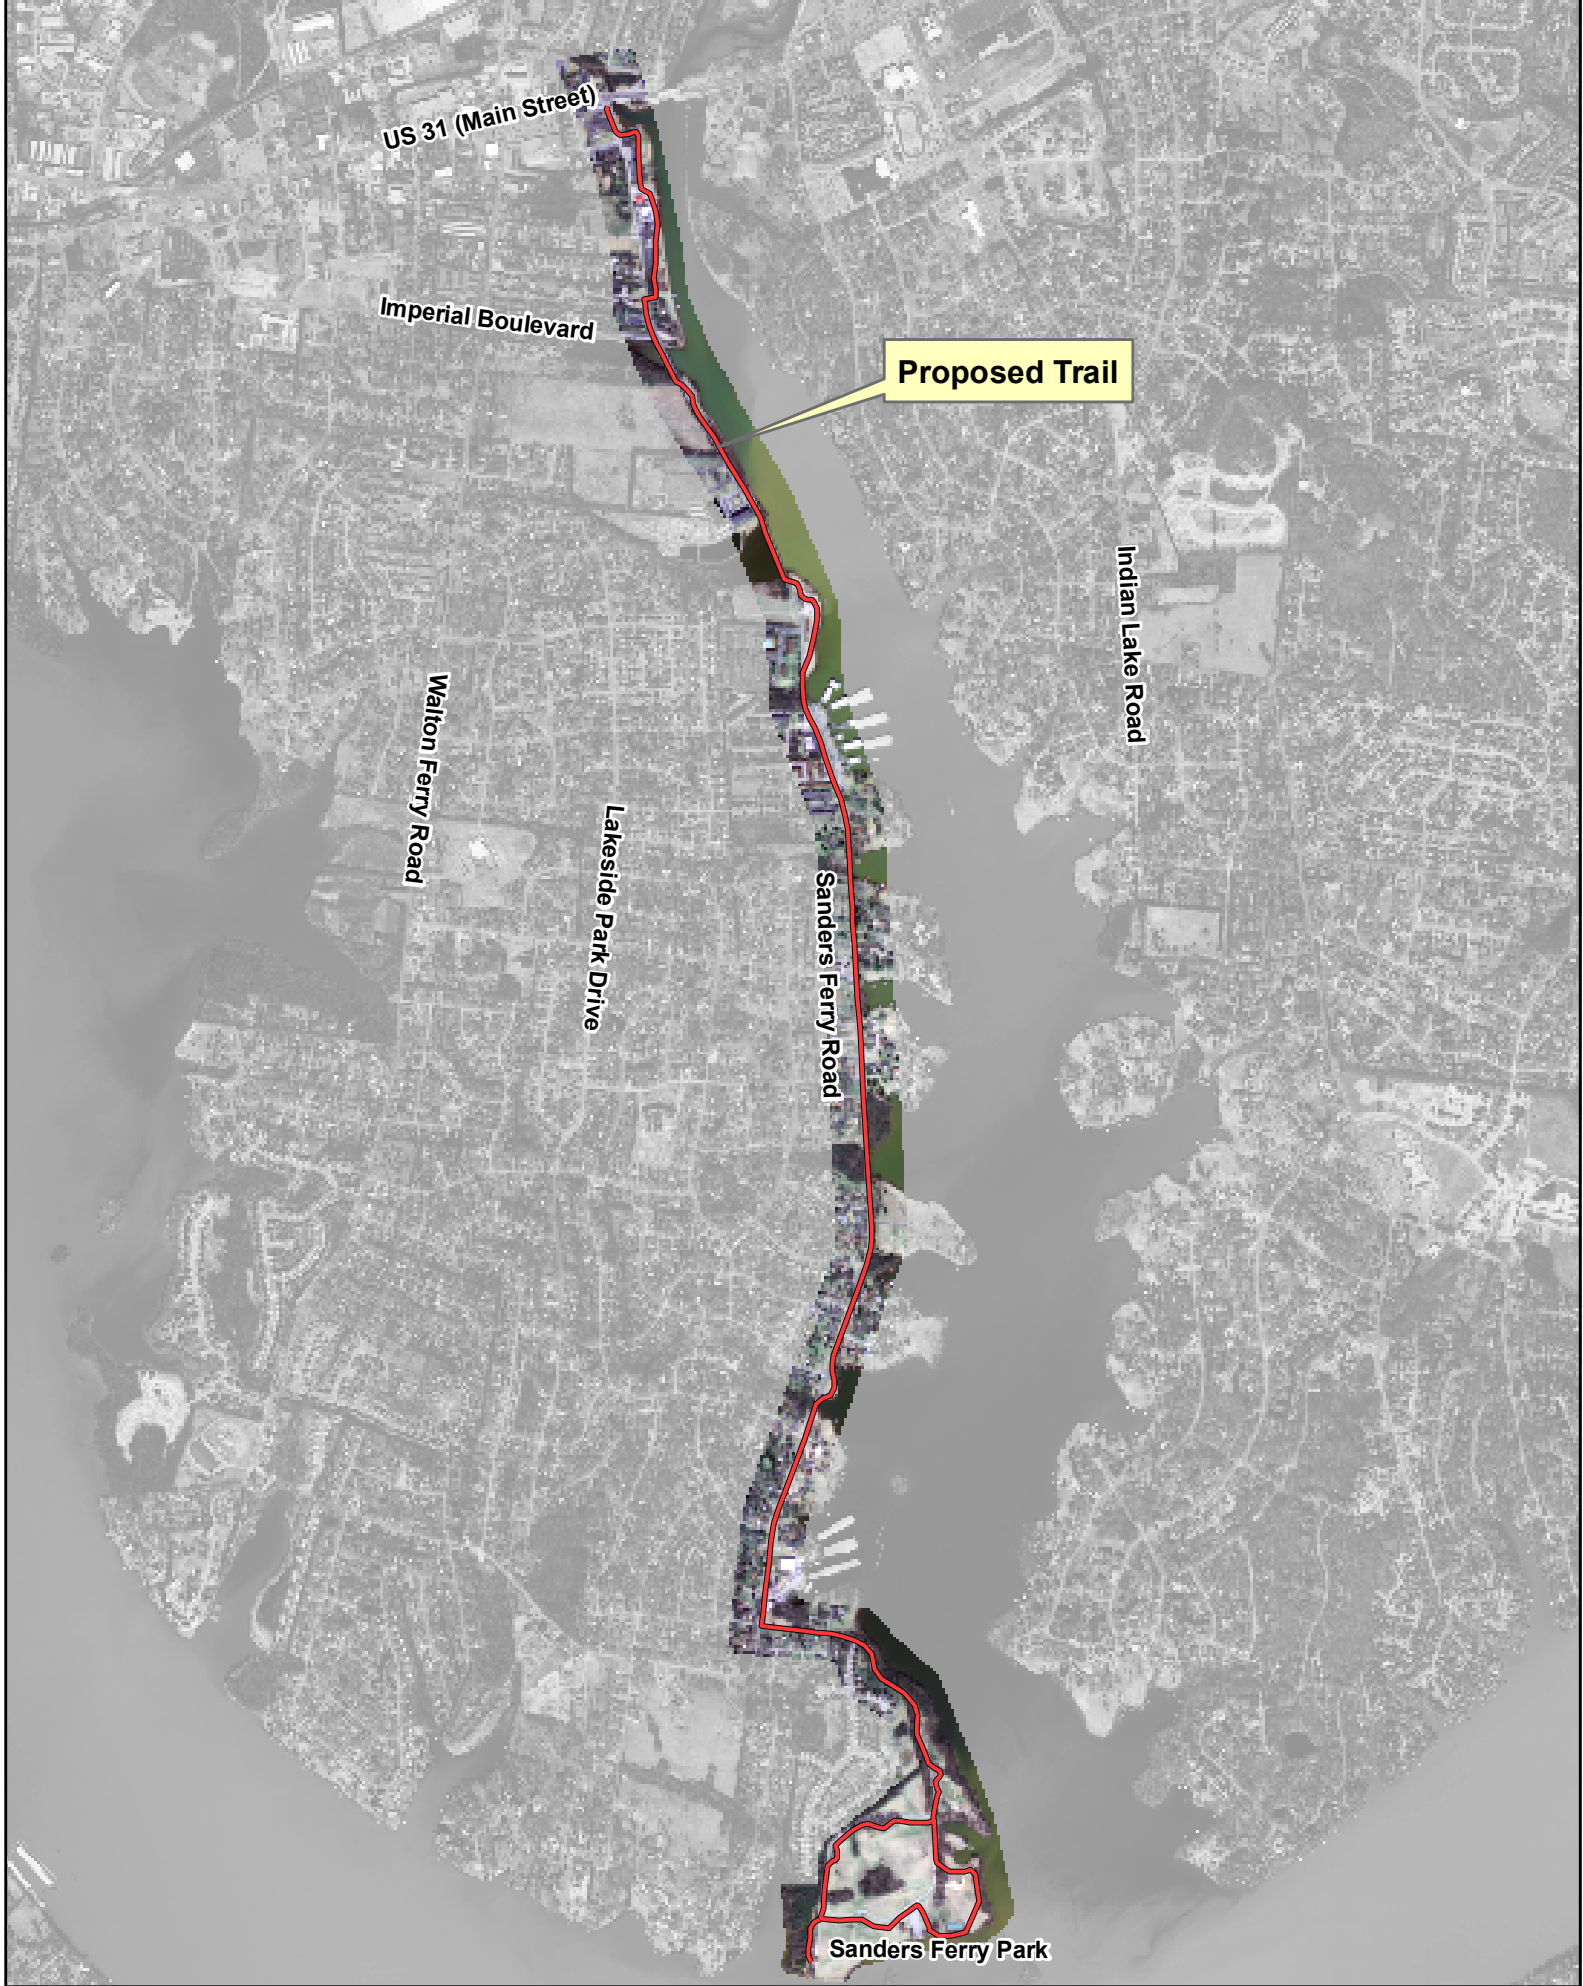 US 31 (Main Street)
Imperial Boulevard
Proposed Trail
Indian Lake Road
Walton Ferry Road
Lakeside Park Drive
Sanders Ferry Road
Sanders Ferry Park